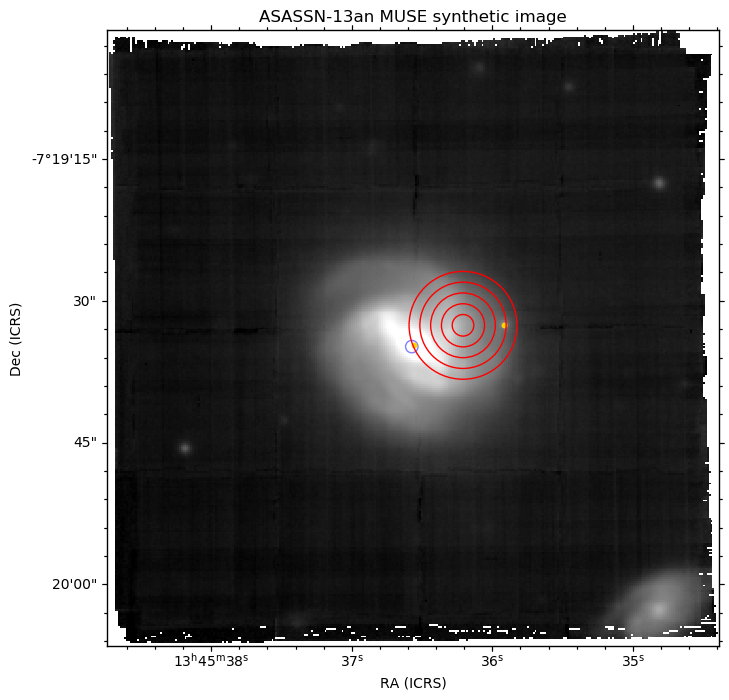 ASASSN-13an MUSE synthetic image
-7°19'15"
30"
45"
20'00"
Dec (ICRS)
13ʰ45ᵐ38ˢ
37ˢ
36ˢ
35ˢ
RA (ICRS)